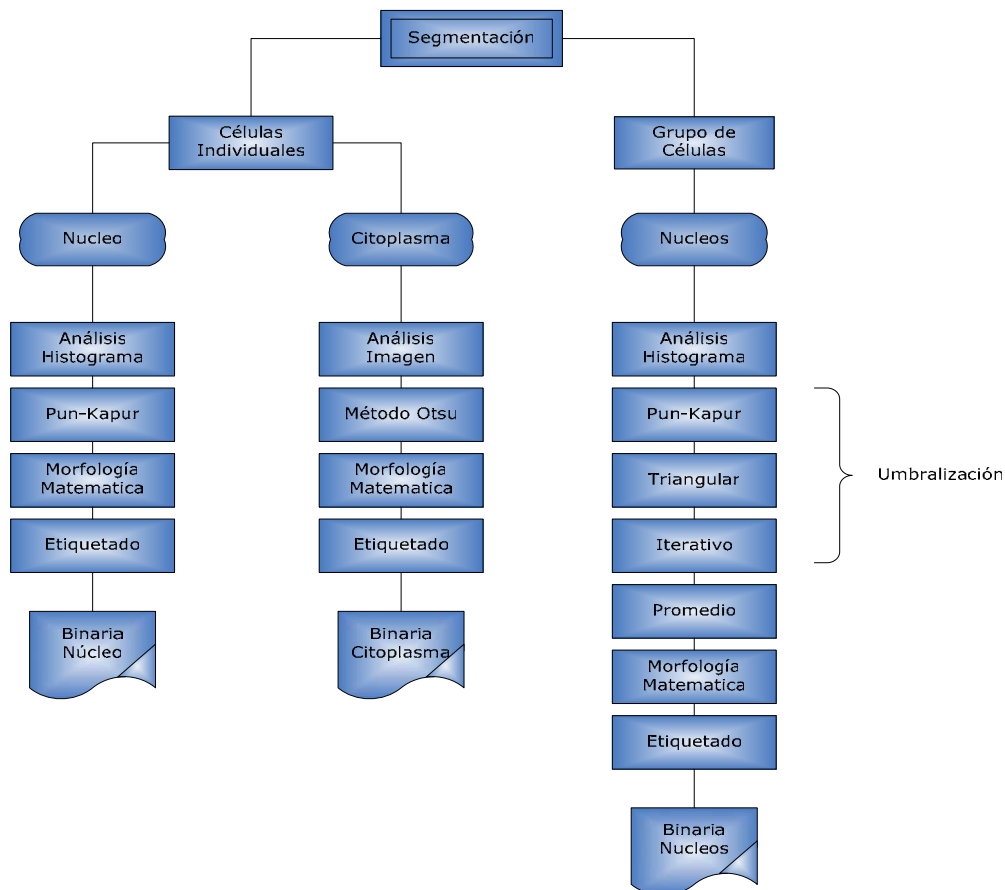 Segmentación
Células
Individuales
Grupo de
Células
Nucleo
Citoplasma
Nucleos
Análisis
Histograma
Pun-Kapur
Morfología
Matematica
Etiquetado
Binaria
Núcleo
Análisis
Imagen
Método Otsu
Morfología
Matematica
Etiquetado
Binaria
Citoplasma
Análisis
Histograma
Pun-Kapur
Triangular
Iterativo
Umbralización
Promedio
Morfología
Matematica
Etiquetado
Binaria
Nucleos